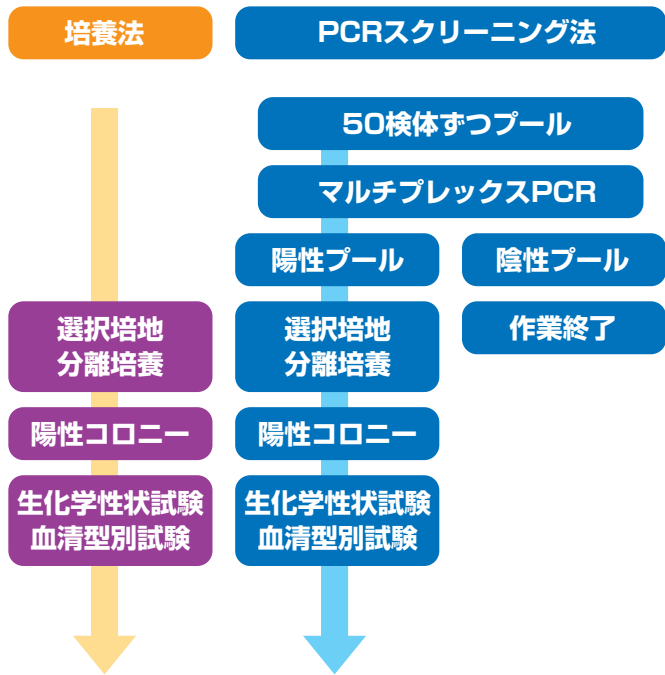 培養法
PCRスクリーニング法
50検体ずつプール
マルチプレックスPCR
陽性プール
陰性プール
選択培地
分離培養
選択培地
分離培養
作業終了
陽性コロニー
陽性コロニー
生化学性状試験
血清型別試験
生化学性状試験
血清型別試験